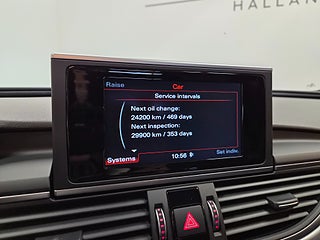 HALLAN
Raise
Car
Service intervals
Next oil change:
24200 km / 469 days
Next inspection:
29900 km / 353 days
Systems
10:56
Set indiv.